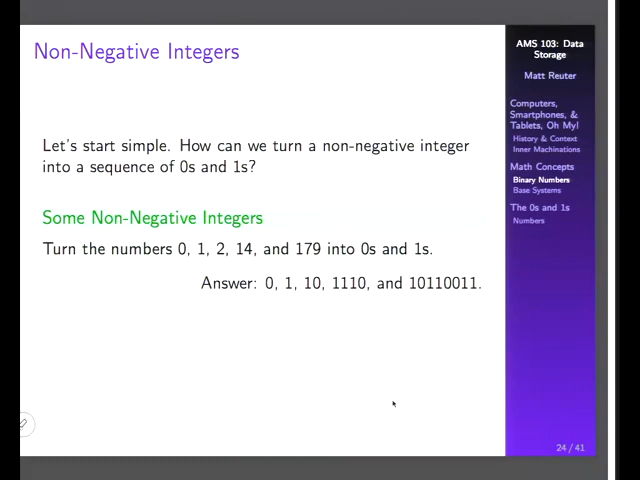 Non-Negative Integers
Let's start simple. How can we turn a non-negative integer
into a sequence of 0s and 1s?
Some Non-Negative Integers
Turn the numbers 0, 1, 2, 14, and 179 into 0s and 1s.
Answer: 0, 1, 10, 1110, and 10110011.
AMS 103: Data
Storage
Matt Reuter
Computers,
Smartphones, &
Tablets, Oh My!
History & Context
Inner Machinations
Math Concepts
Binary Numbers
Base Systems
The 0s and 1s
Numbers
24 / 41